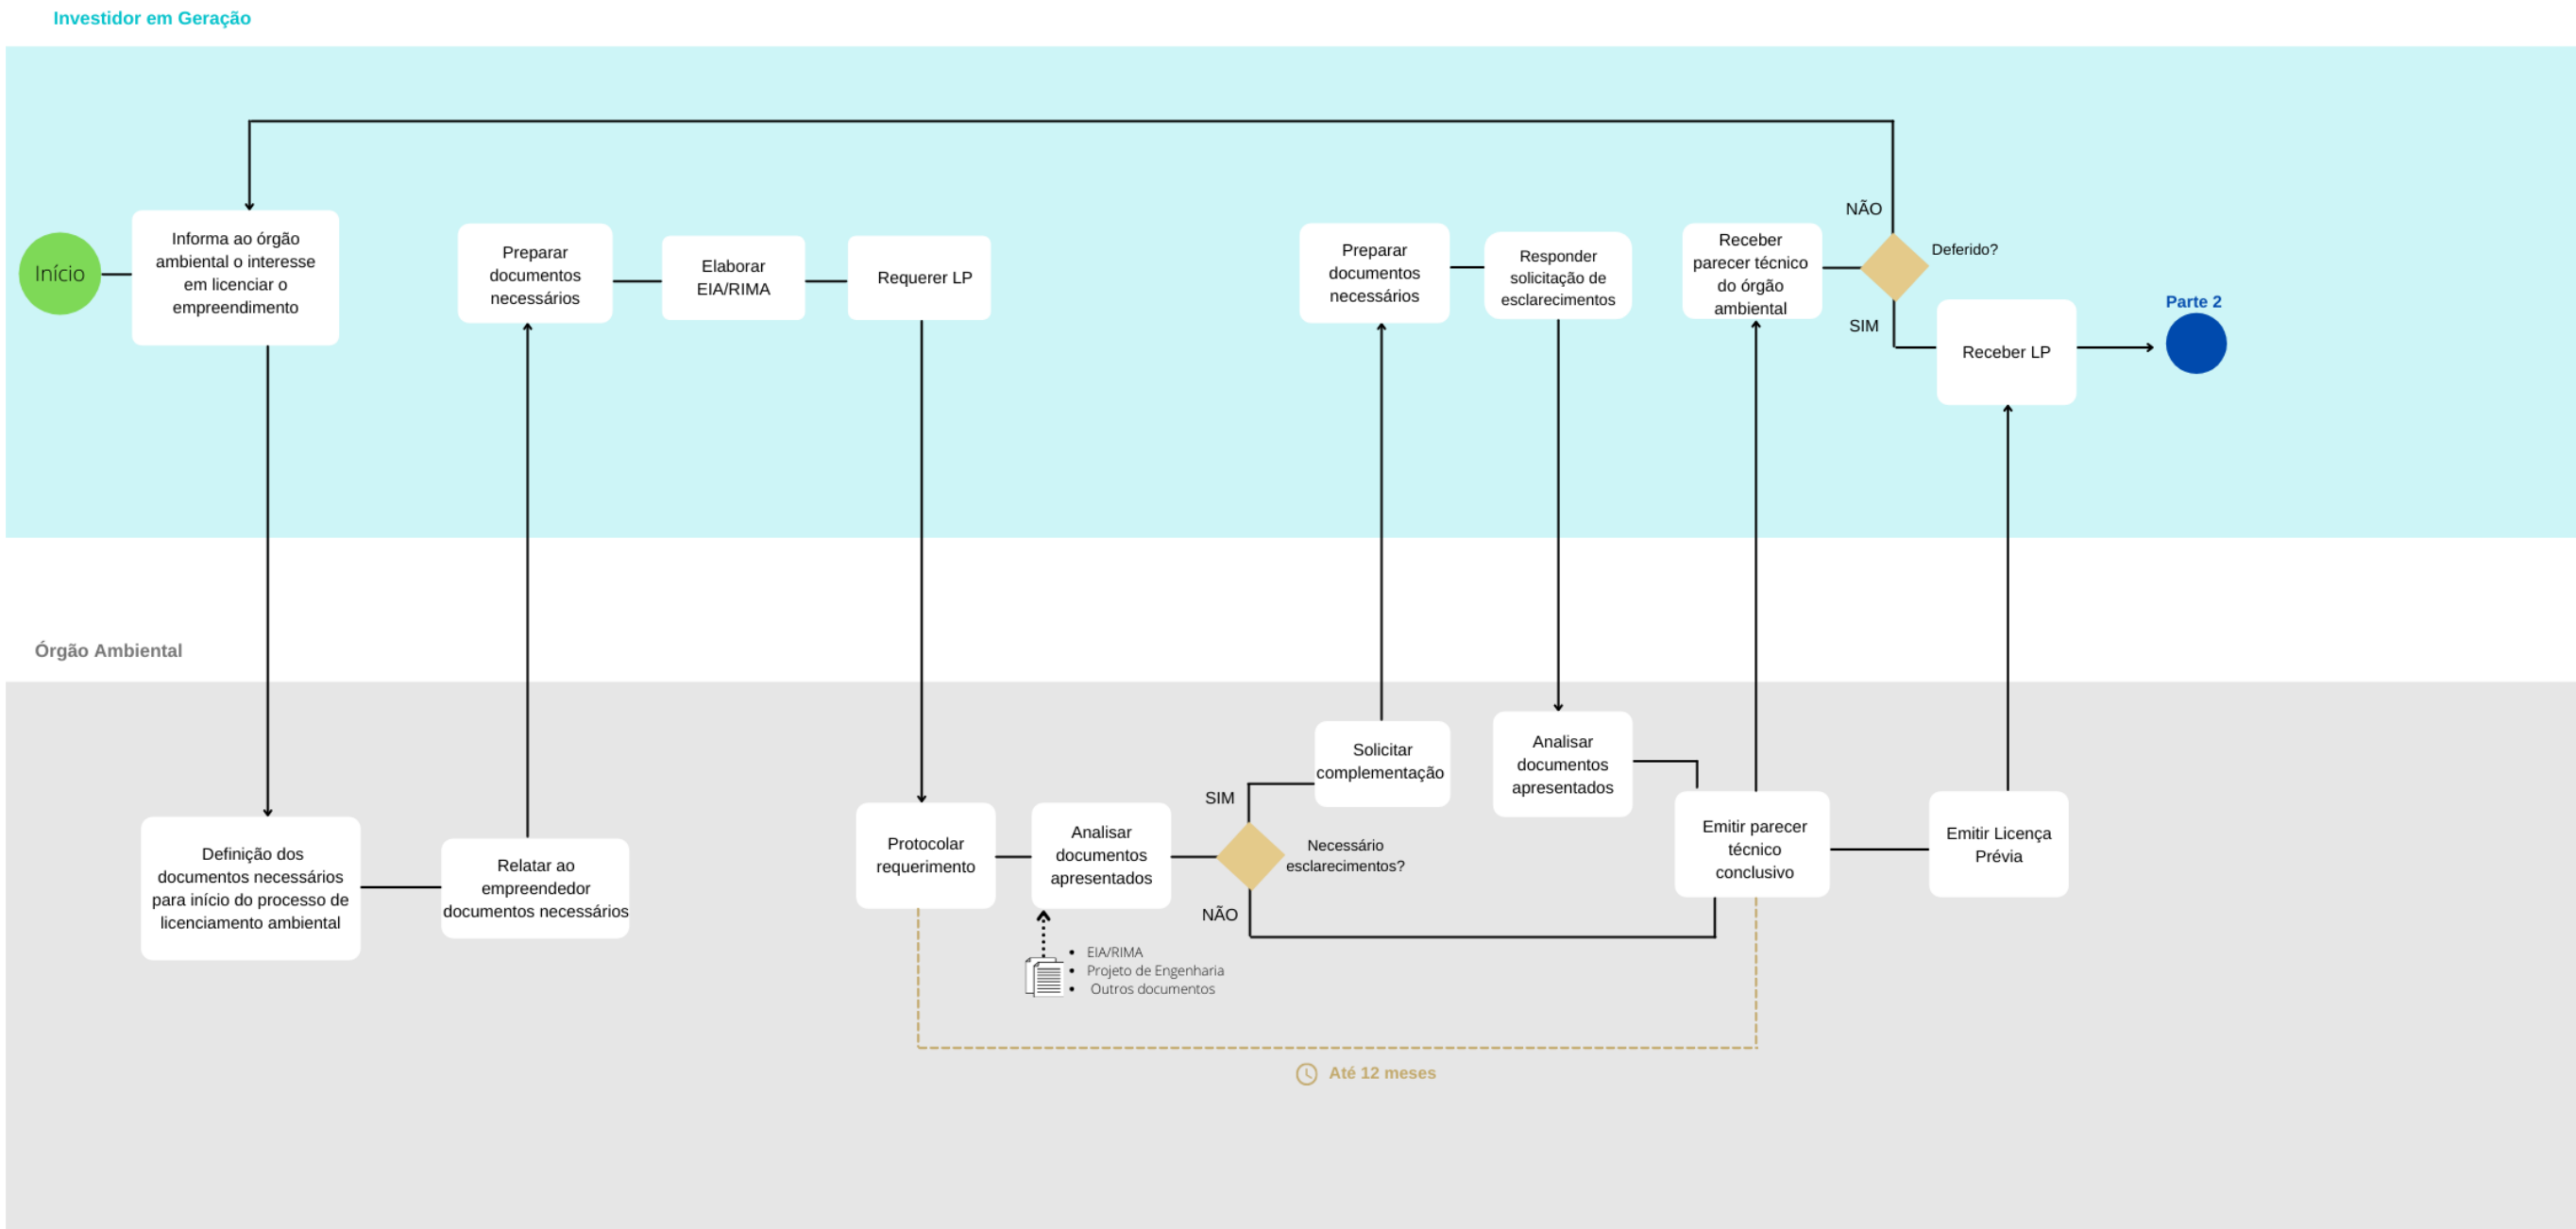 Investidor em Geração
Início
Informa ao órgão
ambiental o interesse
em licenciar o
empreendimento
Preparar
documentos
necessários
Elaborar
EIA/RIMA
Requerer LP
Preparar
documentos
necessários
Responder
solicitação de
esclarecimentos
Receber
parecer técnico
do órgão
ambiental
NÃO
Deferido?
SIM
Receber LP
Parte 2
Órgão Ambiental
Definição dos
documentos necessários
para início do processo de
licenciamento ambiental
Relatar ao
empreendedor
documentos necessários
Protocolar
requerimento
Analisar
documentos
apresentados
SIM
Necessário
esclarecimentos?
NÃO
Solicitar
complementação
Analisar
documentos
apresentados
Emitir parecer
técnico
conclusivo
Emitir Licença
Prévia
• EIA/RIMA
• Projeto de Engenharia
• Outros documentos
Até 12 meses